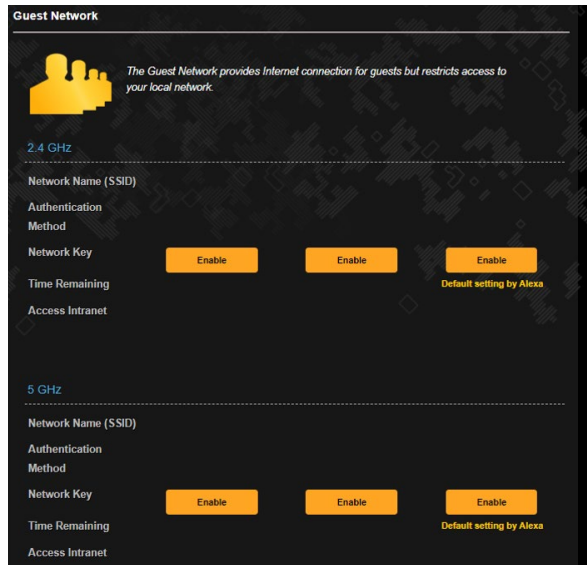 Guest Network
The Guest Network provides Internet connection for guests but restricts access to
your local network.
2.4 GHz
Network Name (SSID)
Authentication
Method
Network Key
Enable Enable Enable
Time Remaining
Default setting by Alexa
Access Intranet
5 GHz
Network Name (SSID)
Authentication
Method
Network Key
Enable Enable Enable
Time Remaining
Default setting by Alexa
Access Intranet